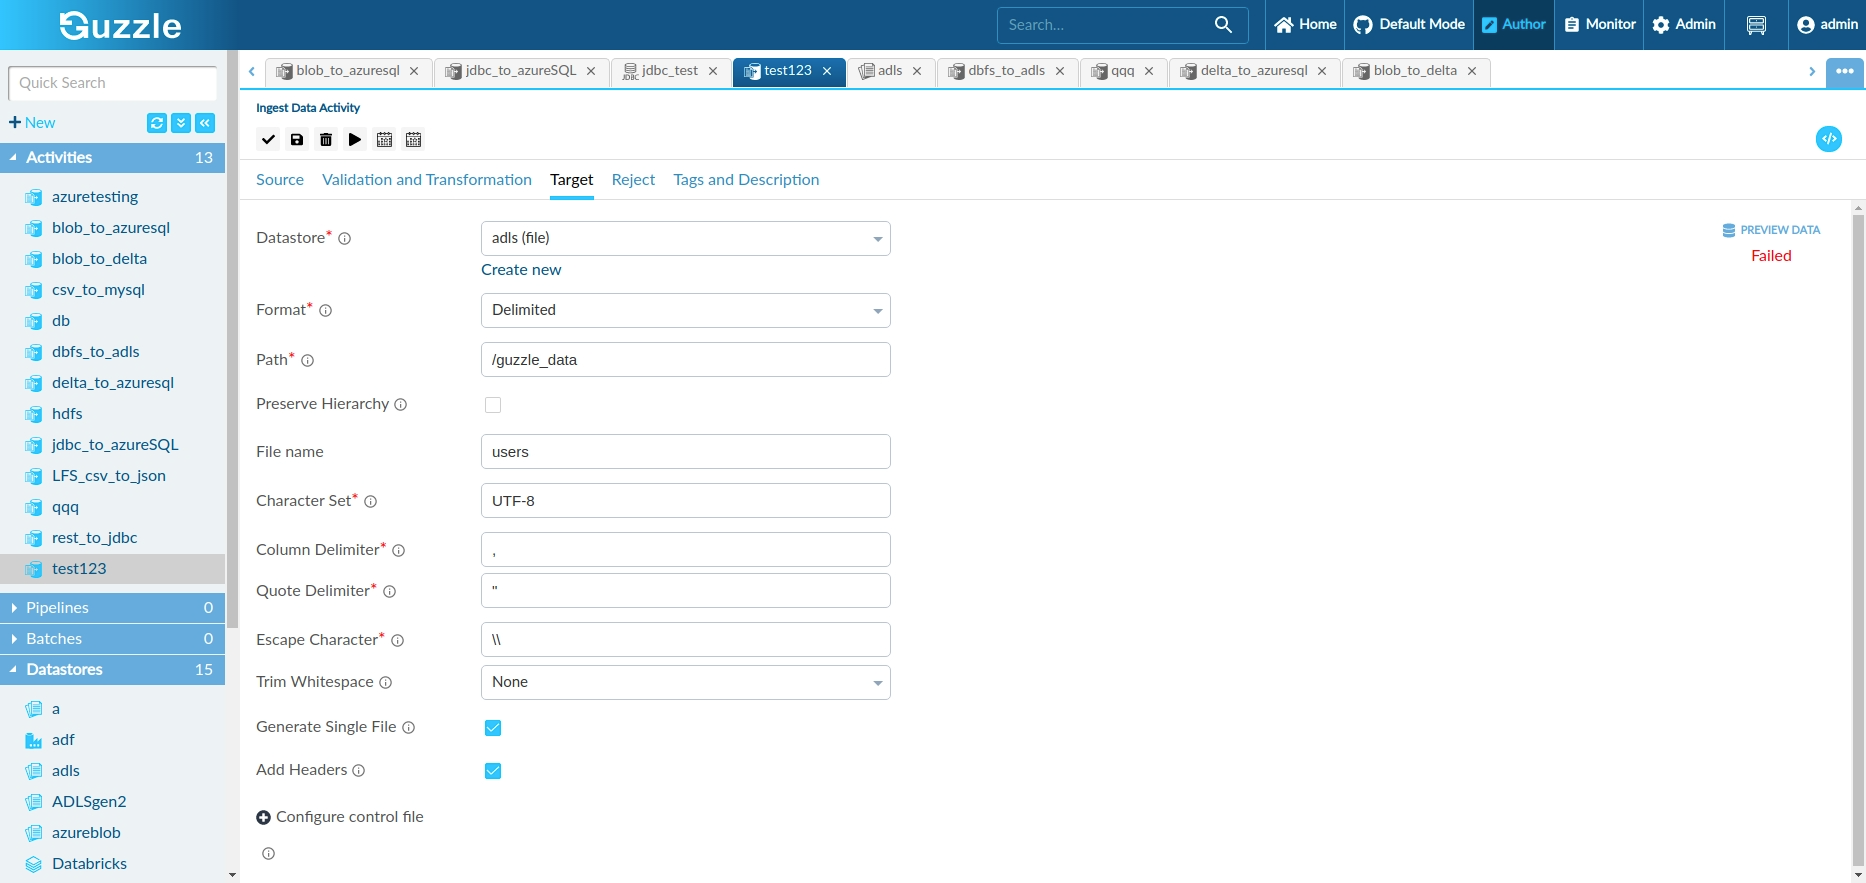 Guzzle
Search...
Home
Default Mode
Author
Monitor
Admin
admin
Quick Search
New
Activities 13
azuretesting
blob_to_azuresql
blob_to_delta
csv_to_mysql
db
dbfs_to_adls
delta_to_azuresql
hdfs
jdbc_to_azureSQL
LFS_csv_to_json
qqq
rest_to_jdbc
test123
Pipelines 0
Batches 0
Datastores 15
a
adf
adls
ADLSgen2
azureblob
Databricks
blob_to_azuresql
jdbc_to_azureSQL
JDBC
jdbc_test
test123
adls
dbfs_to_adls
qqq
delta_to_azuresql
blob_to_delta
Ingest Data Activity
Source Validation and Transformation Target Reject Tags and Description
Datastore* adls (file)
Create new
Format* Delimited
Path* /guzzle_data
Preserve Hierarchy
File name users
Character Set* UTF-8
Column Delimiter* ,
Quote Delimiter* "
Escape Character* \\
Trim Whitespace None
Generate Single File
Add Headers
Configure control file
PREVIEW DATA
Failed